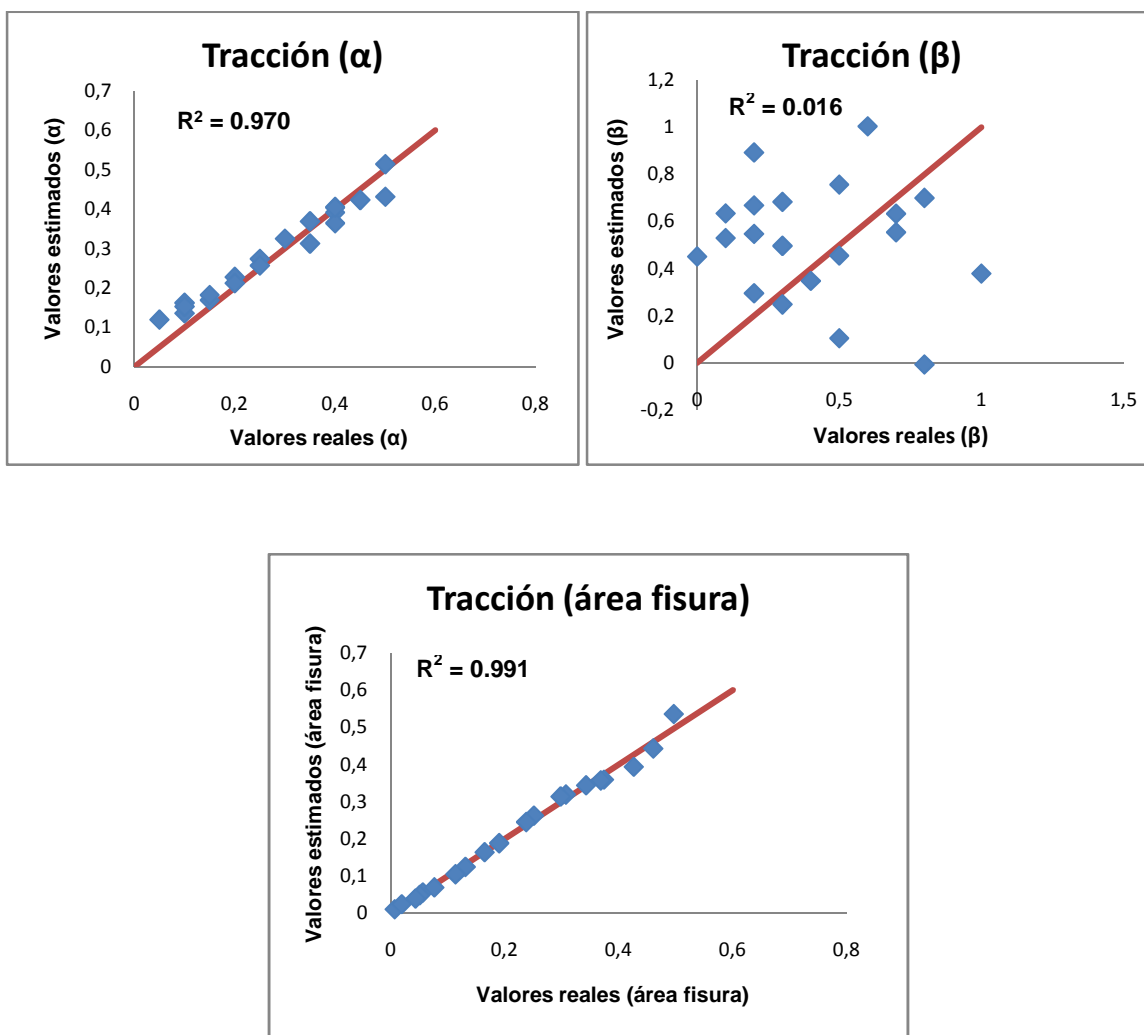 Tracción (α)
R² = 0.970
Valores estimados (α)
0,7
0,6
0,5
0,4
0,3
0,2
0,1
0
0 0,2 0,4 0,6 0,8
Valores reales (α)
Tracción (β)
R² = 0.016
Valores estimados (β)
1,2
1
0,8
0,6
0,4
0,2
0
-0,2
0 0,5 1 1,5
Valores reales (β)
Tracción (área fisura)
R² = 0.991
Valores estimados (área fisura)
0,7
0,6
0,5
0,4
0,3
0,2
0,1
0
0 0,2 0,4 0,6 0,8
Valores reales (área fisura)